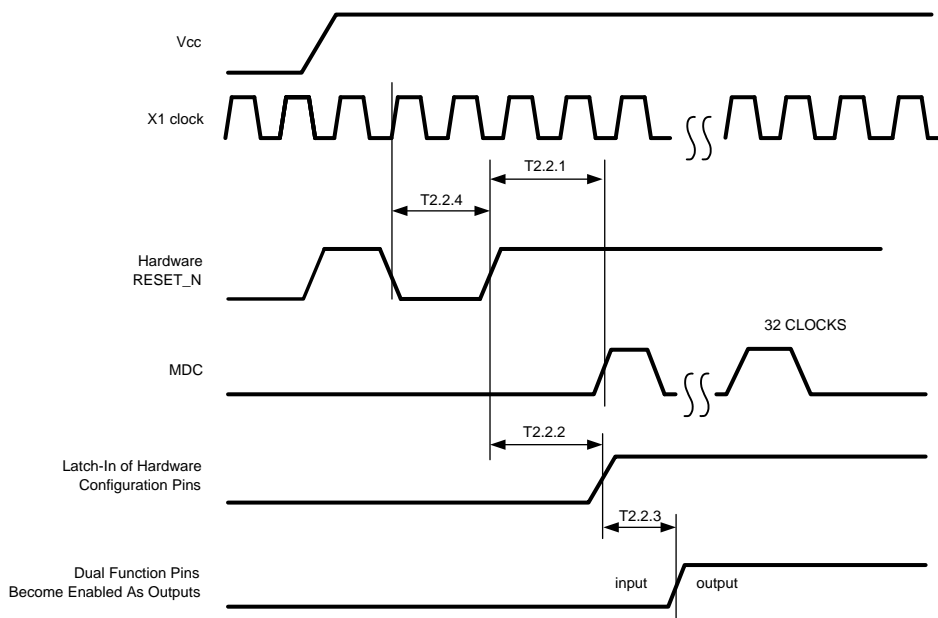 Vcc
X1 clock
T2.2.1
T2.2.4
Hardware
RESET_N
32 CLOCKS
MDC
T2.2.2
Latch-In of Hardware
Configuration Pins
T2.2.3
Dual Function Pins
Become Enabled As Outputs
input
output